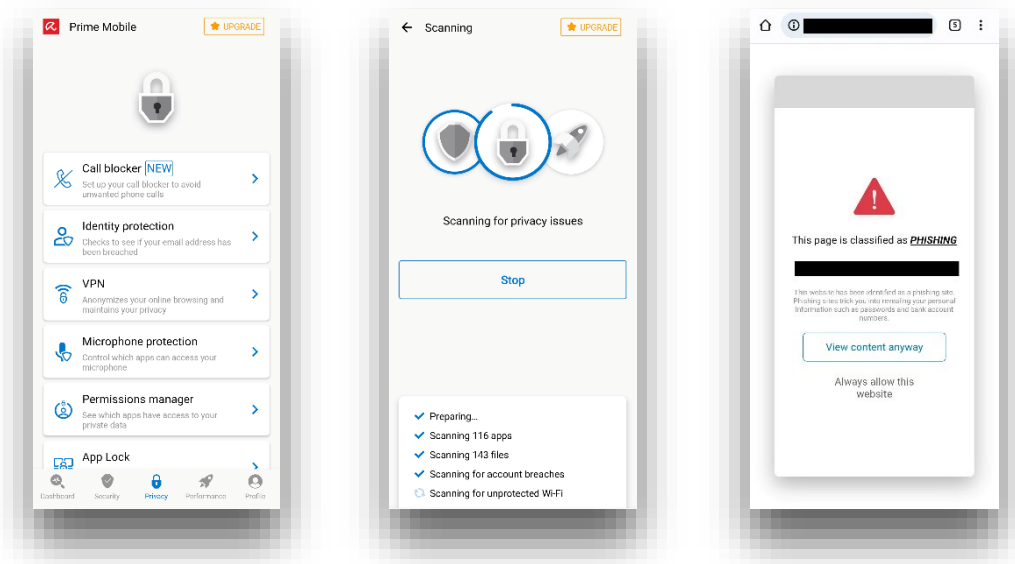 Prime Mobile
UPGRADE
Call blocker NEW
Set up your call blocker to avoid
unwanted phone calls
Identity protection
Checks to see if your email address has
been breached
VPN
Anonymizes your online browsing and
maintains your privacy
Microphone protection
Control which apps can access your
microphone
Permissions manager
See which apps have access to your
private data
App Lock
Dashboard Security Privacy Performance Profile
Scanning
UPGRADE
Scanning for privacy issues
Stop
Preparing...
Scanning 116 apps
Scanning 143 files
Scanning for account breaches
Scanning for unprotected Wi-Fi
5
This page is classified as PHISHING
This website has been identified as a phishing site.
Phishing sites trick you into revealing your personal
Information such as passwords and bank account
numbers.
View content anyway
Always allow this
website